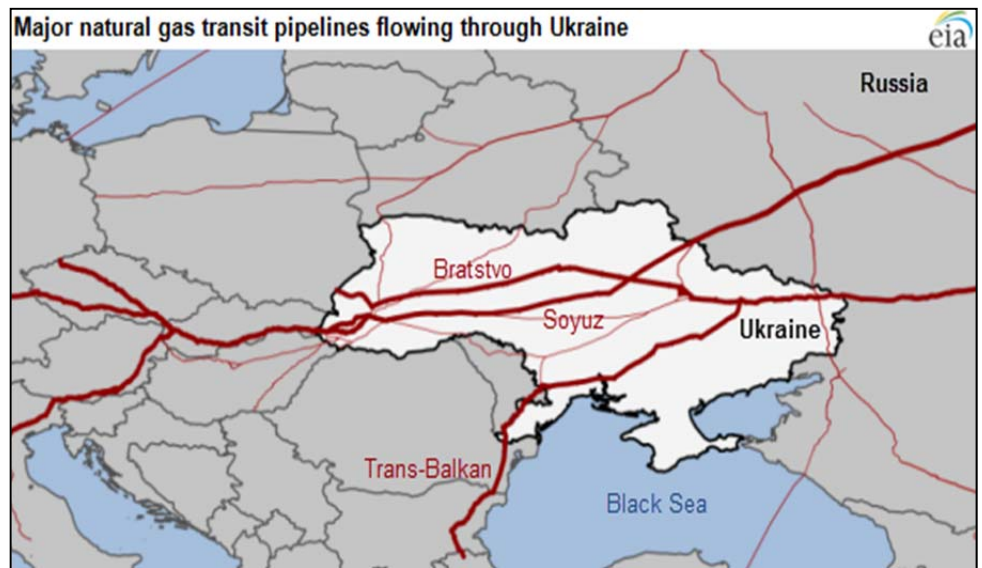 Major natural gas transit pipelines flowing through Ukraine
eia
Russia
Bratstvo
Soyuz
Ukraine
Trans-Balkan
Black Sea